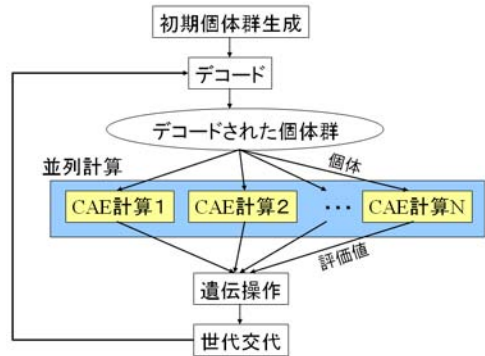 初期個体群生成
デコード
デコードされた個体群
個体
並列計算
CAE計算1
CAE計算2
･･･
CAE計算N
評価値
遺伝操作
世代交代